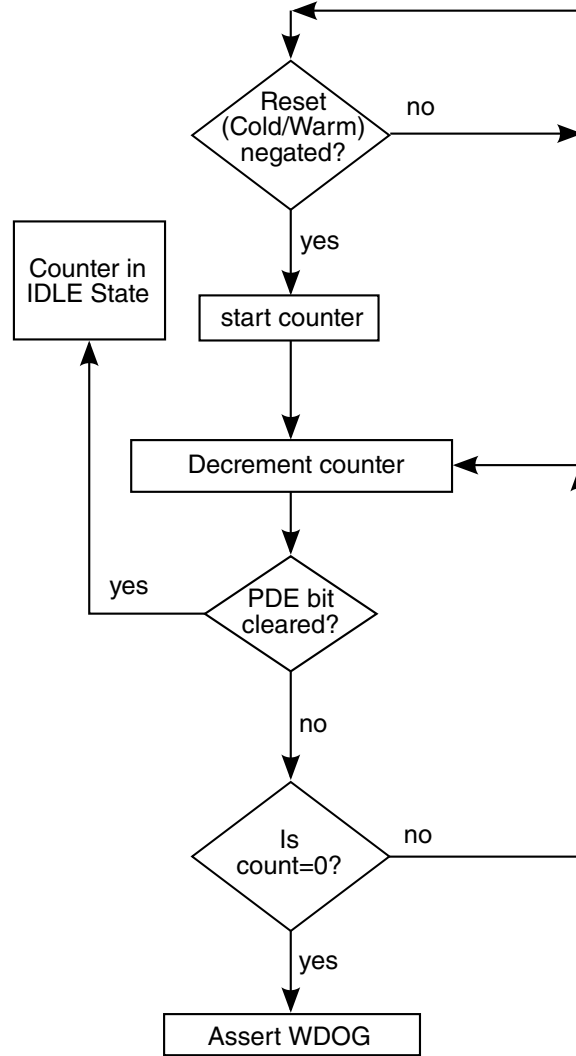 Reset
(Cold/Warm)
negated?
no
yes
Counter in
IDLE State
start counter
Decrement counter
yes
PDE bit
cleared?
no
Is
count=0?
no
yes
Assert WDOG